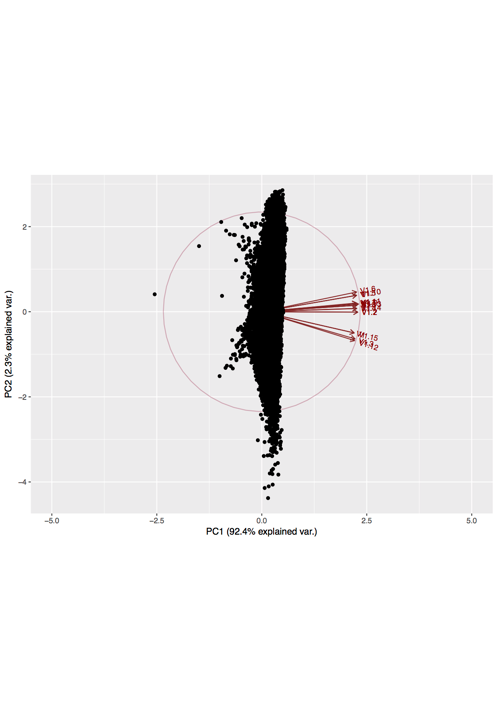 2
0
−2
−4
−5.0
−2.5
0.0
2.5
5.0
PC1 (92.4% explained var.)
PC2 (2.3% explained var.)
V1.2
V1.15
V1.12